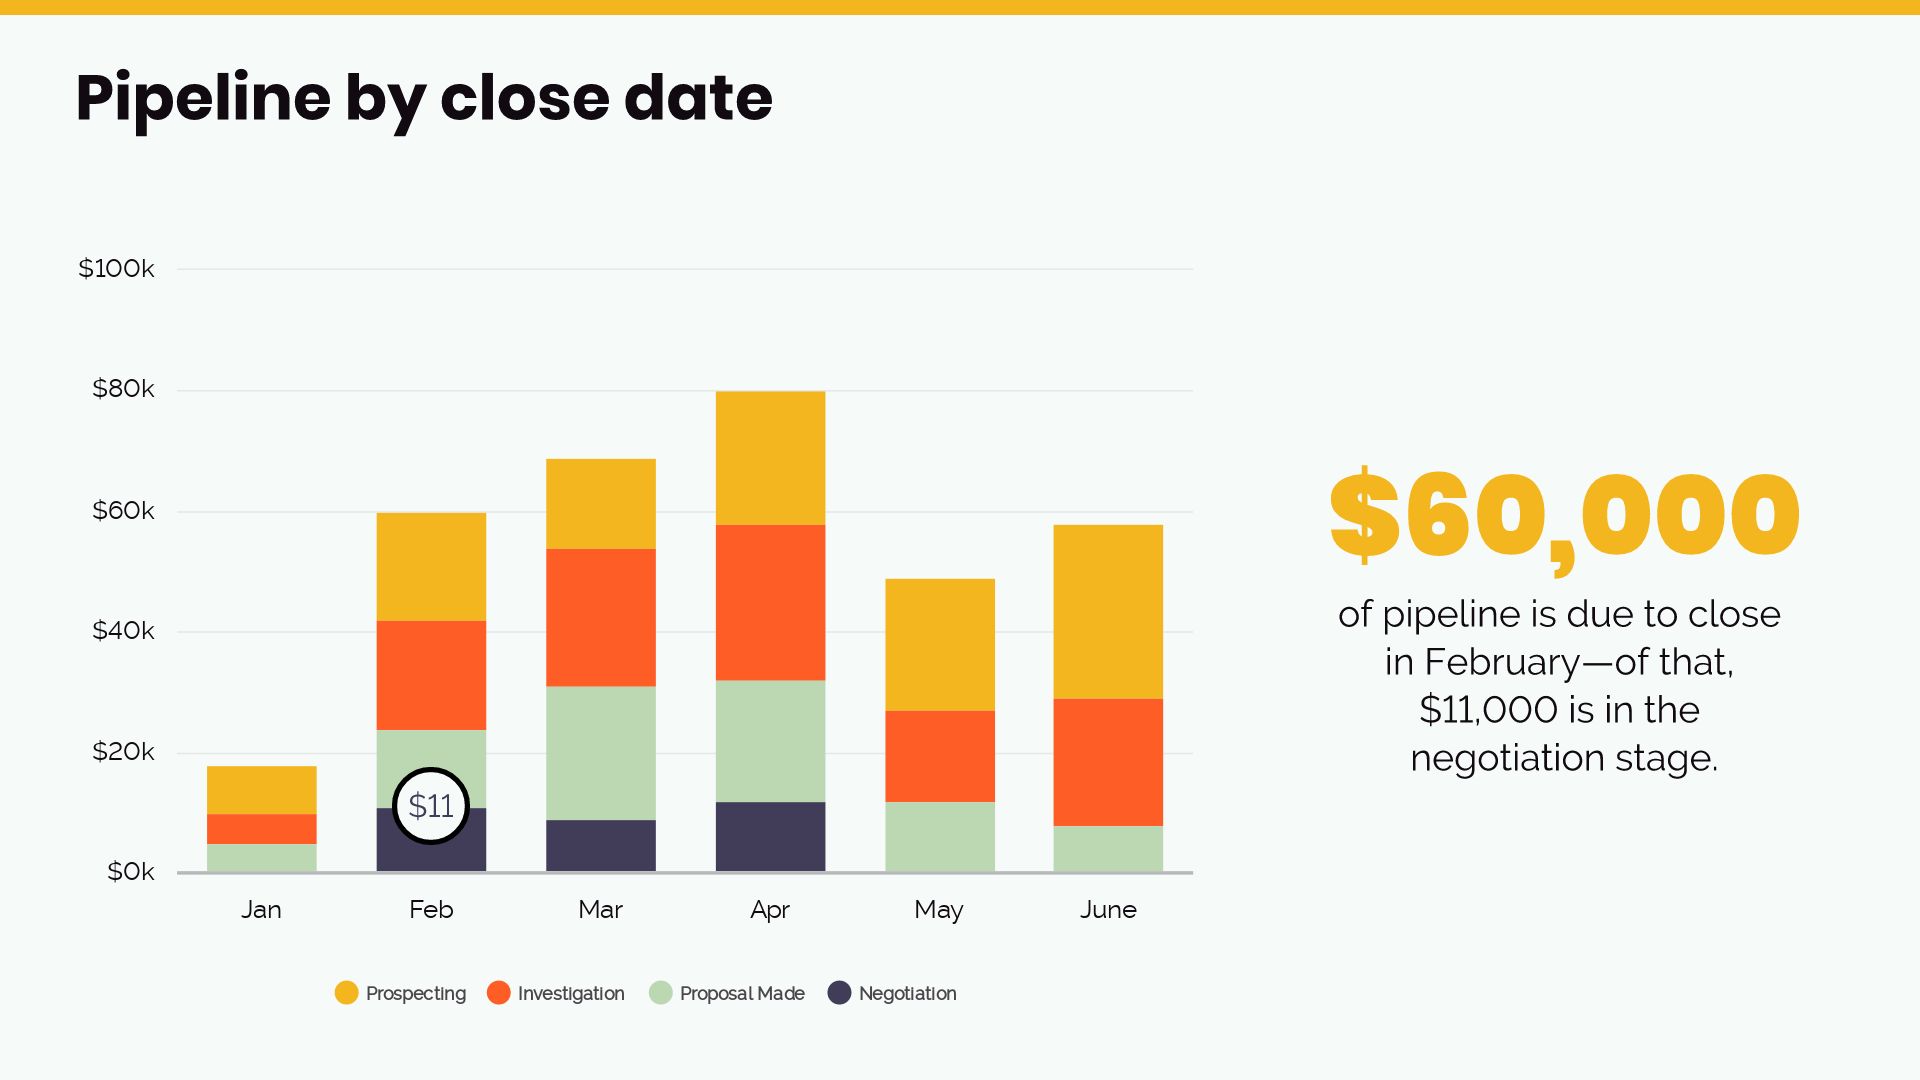 Pipeline by close date
$100k
$80k
$60k
$40k
$20k
$0k
$11
Jan Feb Mar Apr May June
Prospecting Investigation Proposal Made Negotiation
$60,000
of pipeline is due to close
in February—of that,
$11,000 is in the
negotiation stage.